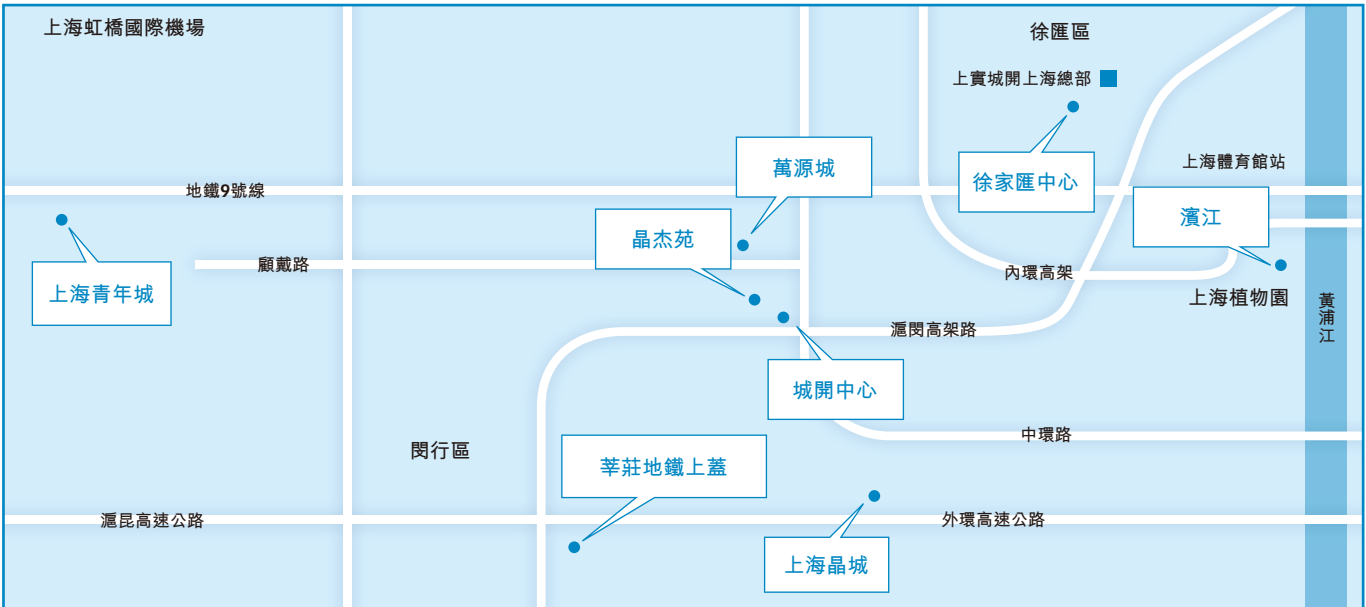 上海虹橋國際機場
徐匯區
上實城開上海總部
萬源城
上海體育館站
徐家匯中心
地鐵9號線
濱江
晶杰苑
顧戴路
內環高架
上海青年城
上海植物園
黃浦江
滬閔高架路
城開中心
中環路
閔行區
莘莊地鐵上蓋
滬昆高速公路
外環高速公路
上海晶城